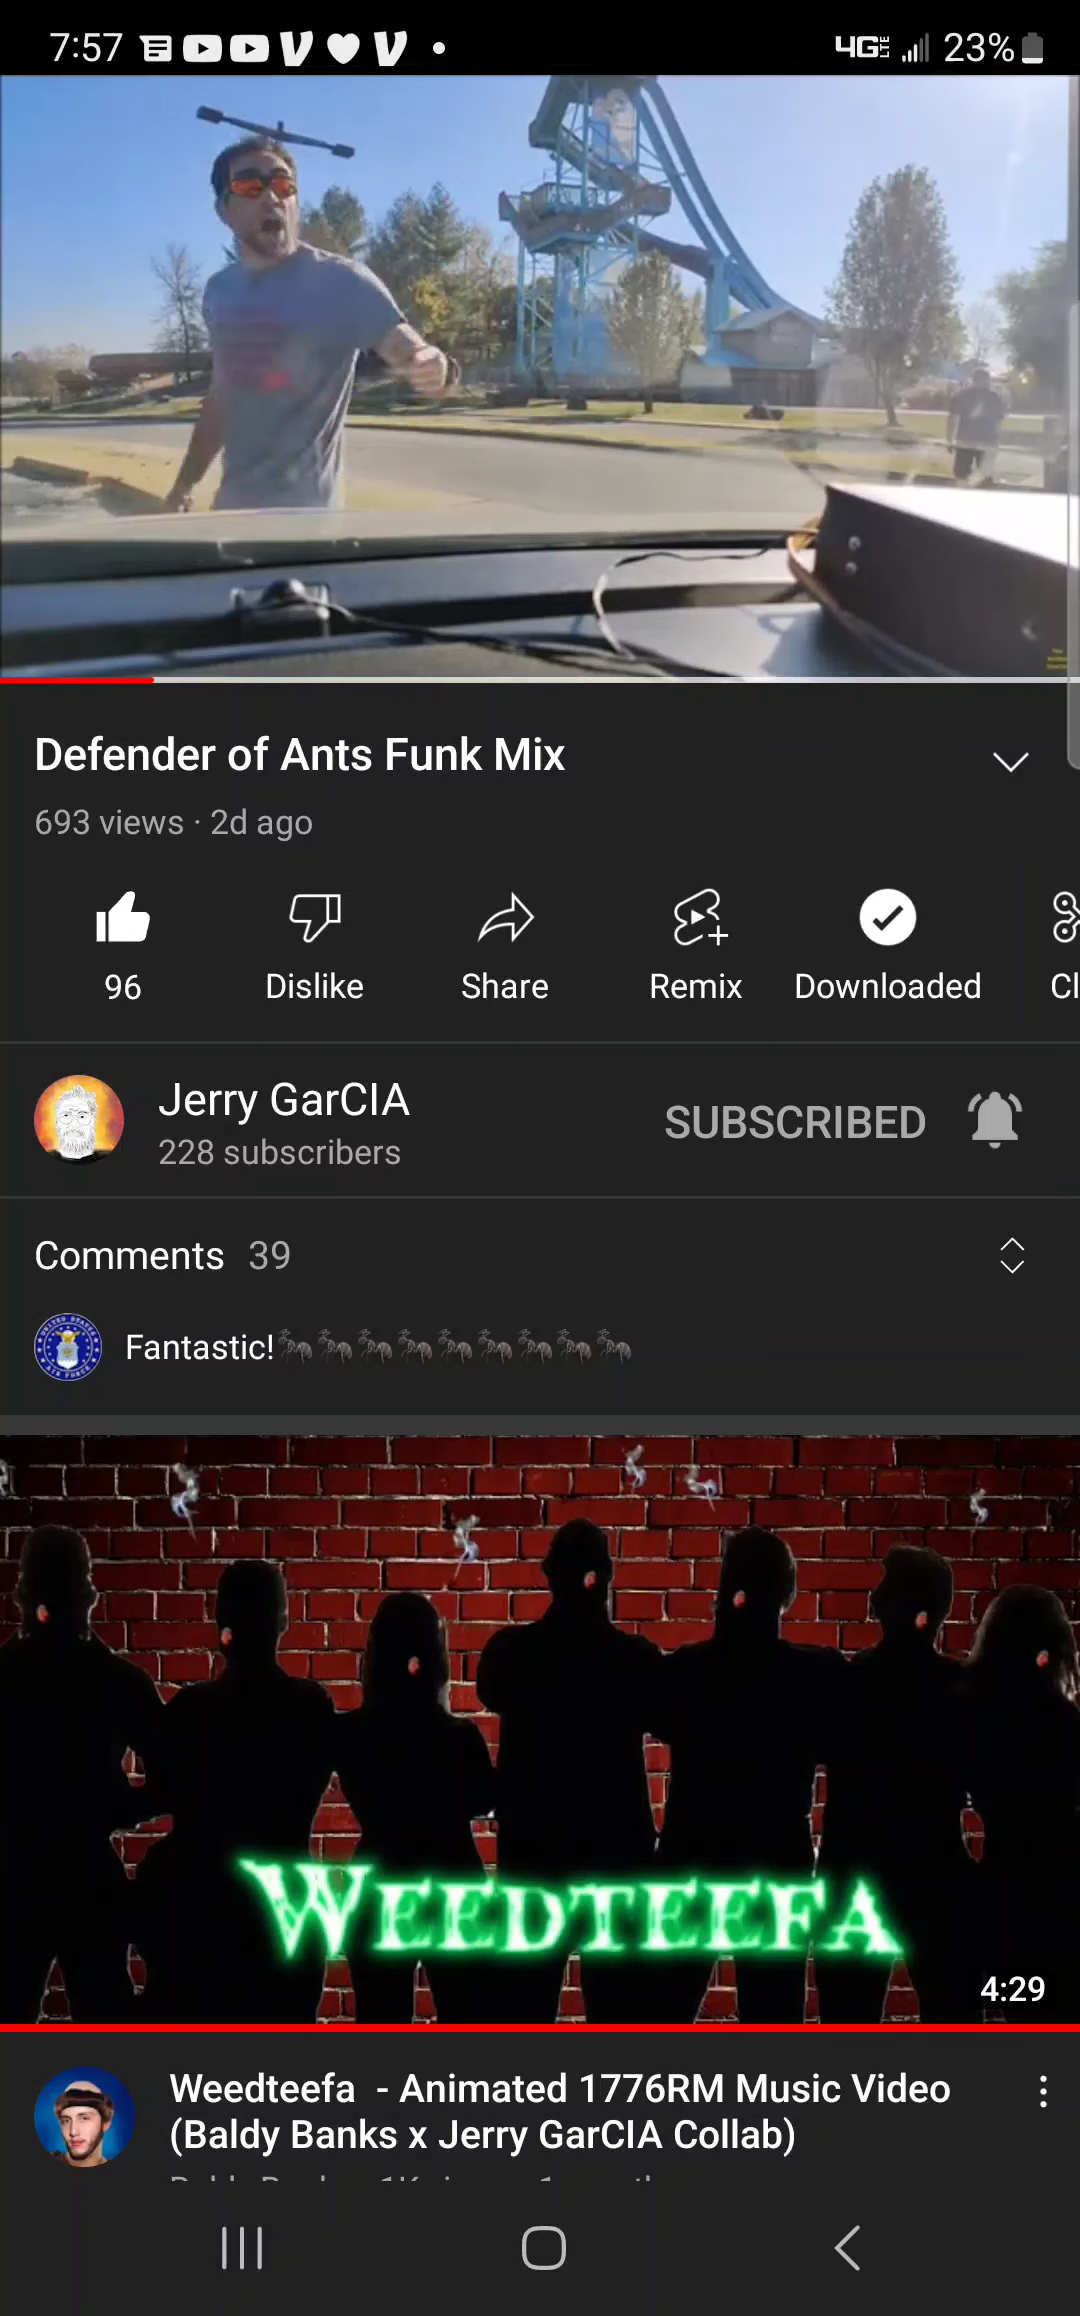 7:57
4G LTE 23%
Defender of Ants Funk Mix
693 views · 2d ago
96 Dislike Share Remix Downloaded
Jerry GarCIA
228 subscribers
SUBSCRIBED
Comments 39
Fantastic!🐜🐜🐜🐜🐜🐜🐜🐜🐜
WEEDTEEFA
4:29
Weedteefa - Animated 1776RM Music Video
(Baldy Banks x Jerry GarCIA Collab)